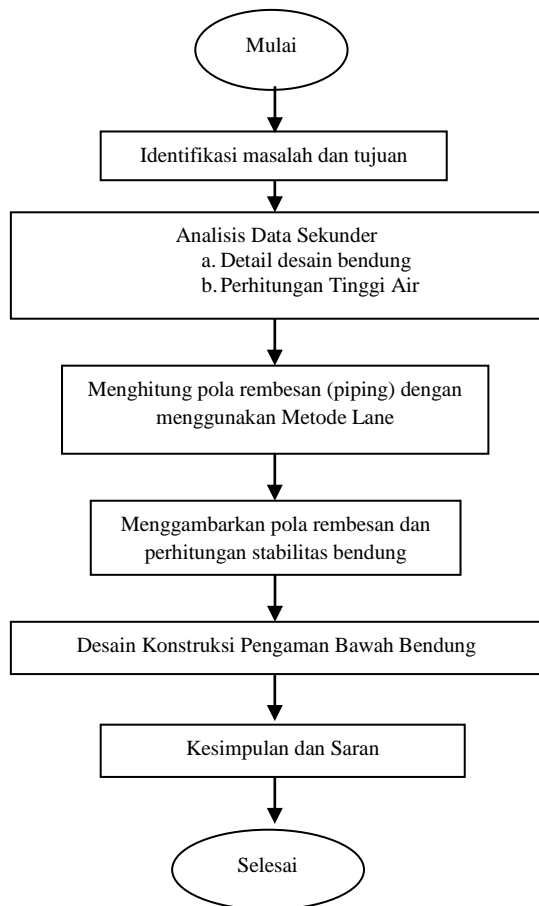 Mulai
Identifikasi masalah dan tujuan
Analisis Data Sekunder
a. Detail desain bendung
b. Perhitungan Tinggi Air
Menghitung pola rembesan (piping) dengan
menggunakan Metode Lane
Menggambarkan pola rembesan dan
perhitungan stabilitas bendung
Desain Konstruksi Pengaman Bawah Bendung
Kesimpulan dan Saran
Selesai